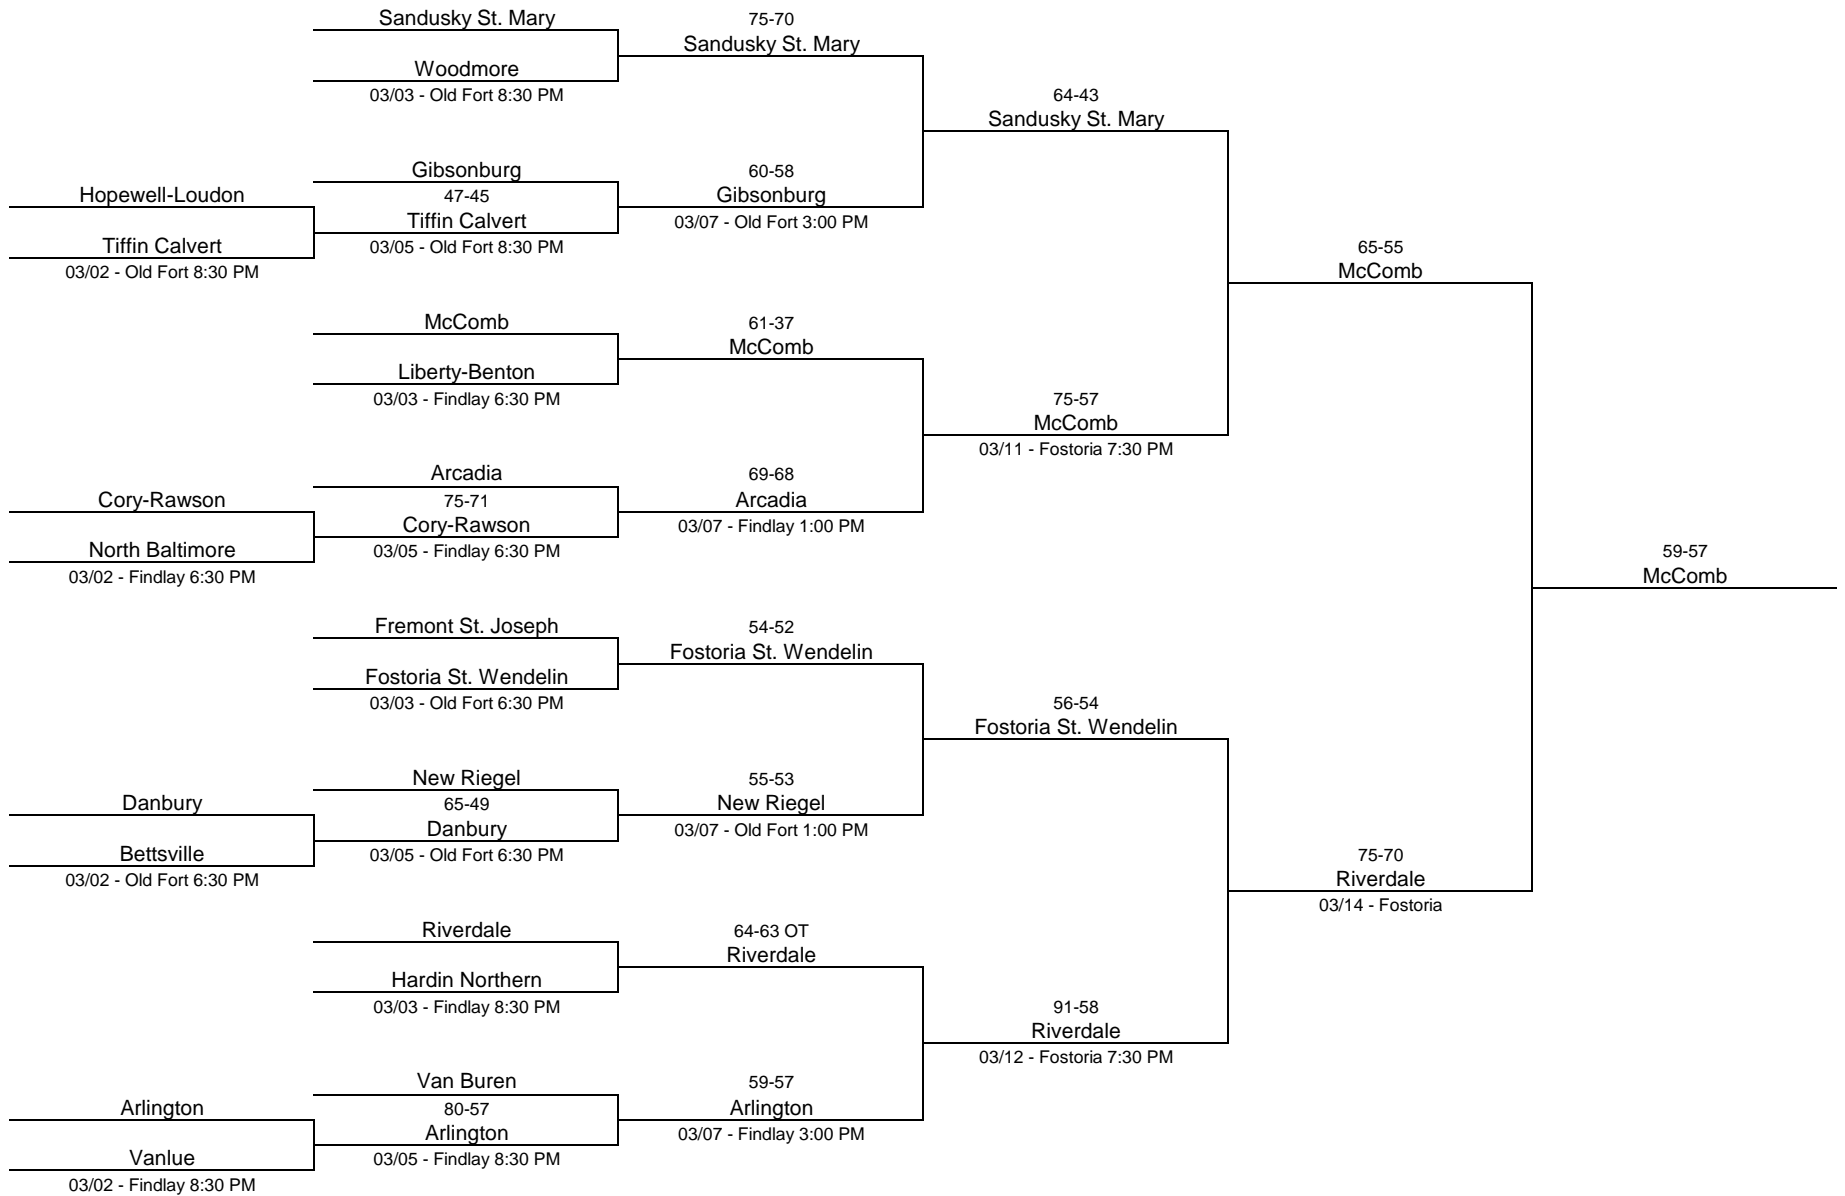 Sandusky St. Mary
Woodmore
03/03 - Old Fort 8:30 PM
75-70
Sandusky St. Mary
Hopewell-Loudon
Tiffin Calvert
03/02 - Old Fort 8:30 PM
Gibsonburg
47-45
Tiffin Calvert
03/05 - Old Fort 8:30 PM
60-58
Gibsonburg
03/07 - Old Fort 3:00 PM
64-43
Sandusky St. Mary
McComb
Liberty-Benton
03/03 - Findlay 6:30 PM
61-37
McComb
Cory-Rawson
North Baltimore
03/02 - Findlay 6:30 PM
Arcadia
75-71
Cory-Rawson
03/05 - Findlay 6:30 PM
69-68
Arcadia
03/07 - Findlay 1:00 PM
75-57
McComb
03/11 - Fostoria 7:30 PM
65-55
McComb
Fremont St. Joseph
Fostoria St. Wendelin
03/03 - Old Fort 6:30 PM
54-52
Fostoria St. Wendelin
Danbury
Bettsville
03/02 - Old Fort 6:30 PM
New Riegel
65-49
Danbury
03/05 - Old Fort 6:30 PM
55-53
New Riegel
03/07 - Old Fort 1:00 PM
56-54
Fostoria St. Wendelin
Riverdale
Hardin Northern
03/03 - Findlay 8:30 PM
64-63 OT
Riverdale
Arlington
Vanlue
03/02 - Findlay 8:30 PM
Van Buren
80-57
Arlington
03/05 - Findlay 8:30 PM
59-57
Arlington
03/07 - Findlay 3:00 PM
91-58
Riverdale
03/12 - Fostoria 7:30 PM
75-70
Riverdale
03/14 - Fostoria
59-57
McComb